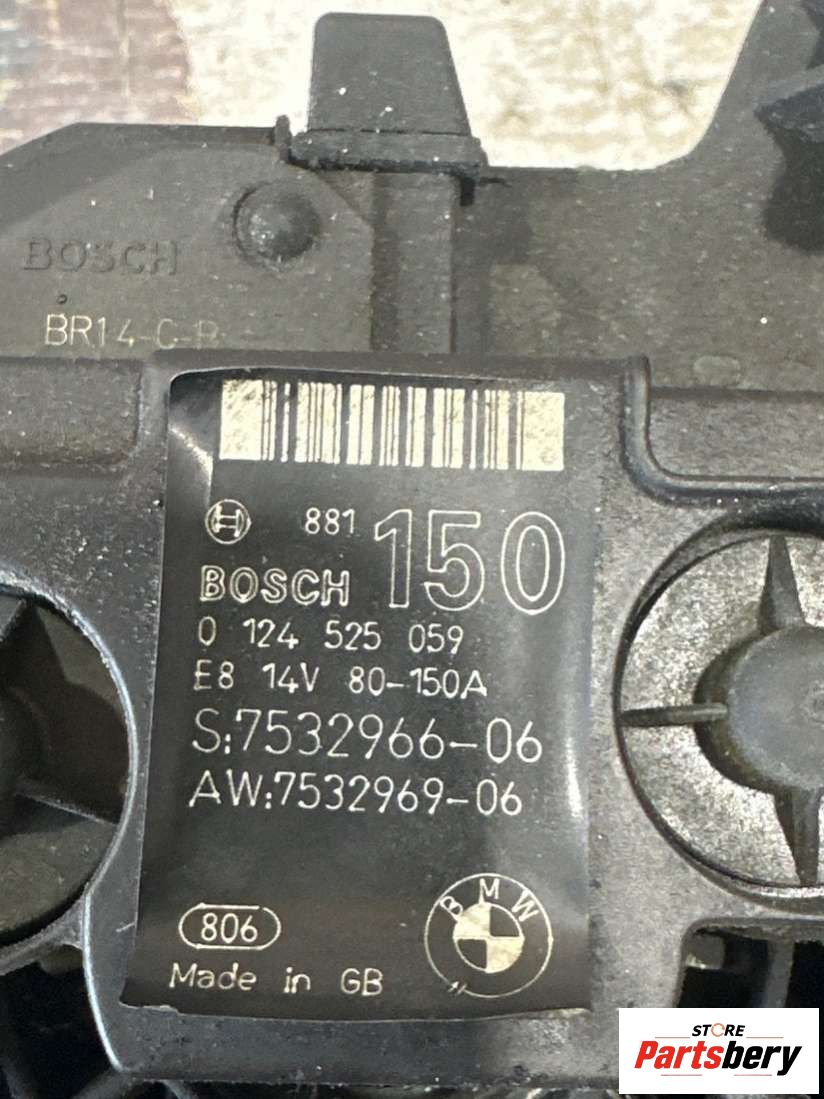 BOSCH
BR14-C-B
881 150
BOSCH
0 124 525 059
E8 14V 80-150A
S:7532966-06
AW:7532969-06
806
BMW
Made in GB
STORE
Partsbery